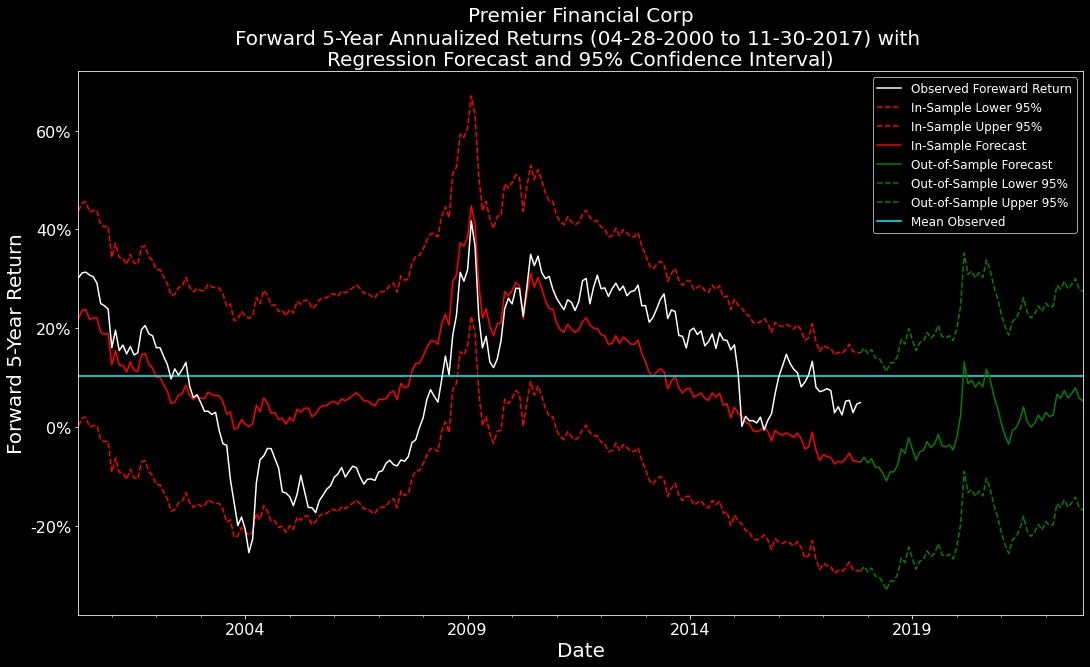 Premier Financial Corp
Forward 5-Year Annualized Returns (04-28-2000 to 11-30-2017) with
Regression Forecast and 95% Confidence Interval)
Observed Foreward Return
In-Sample Lower 95%
In-Sample Upper 95%
In-Sample Forecast
Out-of-Sample Forecast
Out-of-Sample Lower 95%
Out-of-Sample Upper 95%
Mean Observed
Forward 5-Year Return
60%
40%
20%
0%
-20%
2004
2009
2014
2019
Date